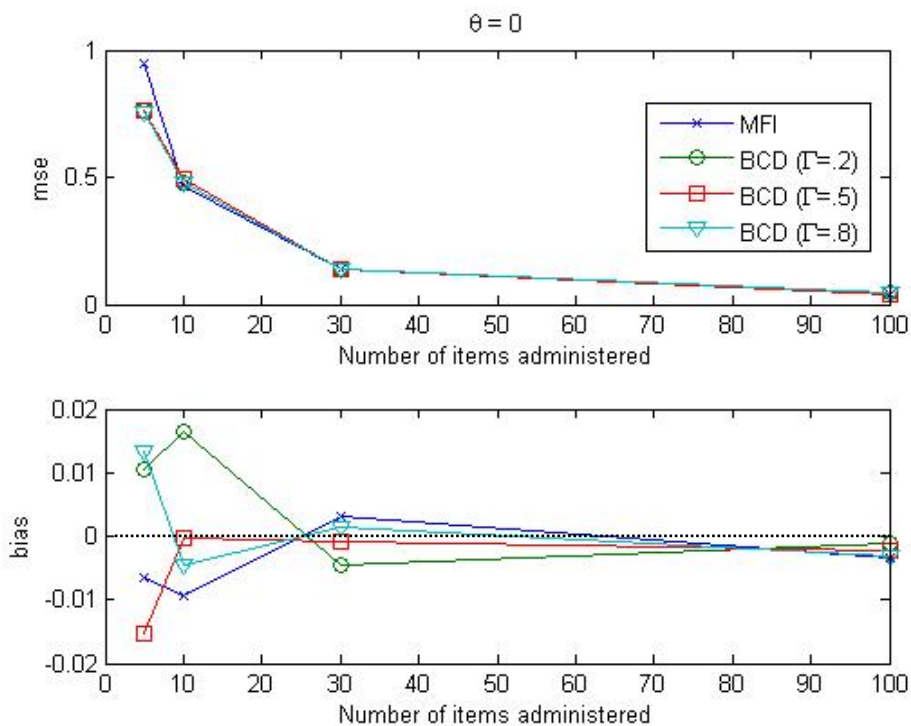 θ = 0
1
0.5
0
mse
0 10 20 30 40 50 60 70 80 90 100
Number of items administered
MFI
BCD (Γ=.2)
BCD (Γ=.5)
BCD (Γ=.8)
0.02
0.01
0
-0.01
-0.02
bias
0 10 20 30 40 50 60 70 80 90 100
Number of items administered